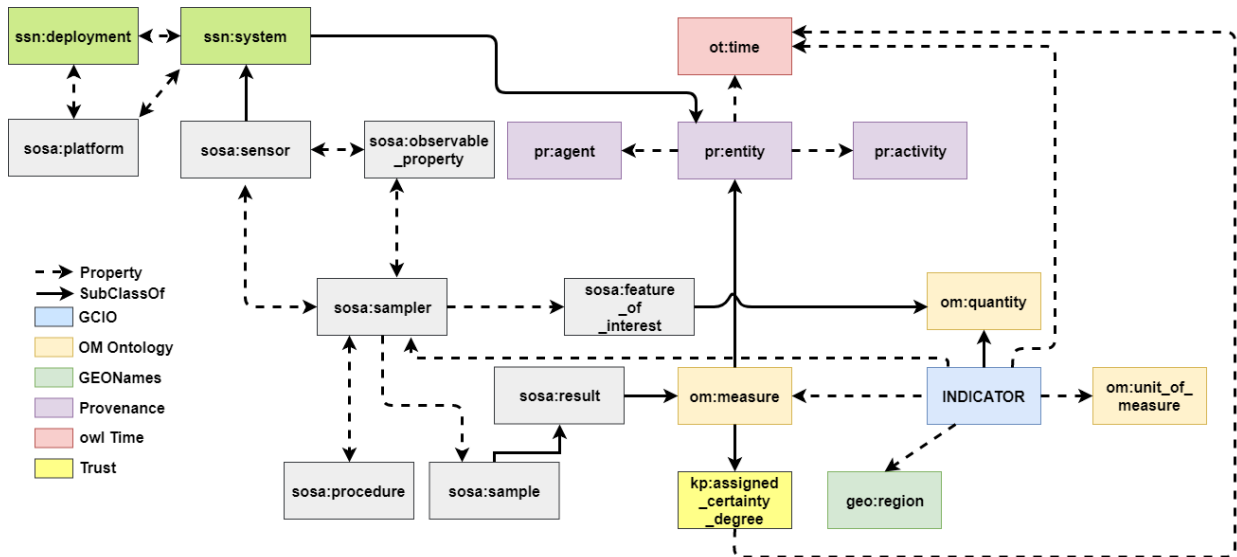 ssn:deployment
ssn:system
ot:time
sosa:platform
sosa:sensor
sosa:observable
_property
pr:agent
pr:entity
pr:activity
Property
SubClassOf
GCIO
OM Ontology
GEONames
Provenance
owl Time
Trust
sosa:sampler
sosa:feature
_of
_interest
om:quantity
sosa:result
om:measure
INDICATOR
om:unit_of_
measure
sosa:procedure
sosa:sample
kp:assigned
_certainty
_degree
geo:region